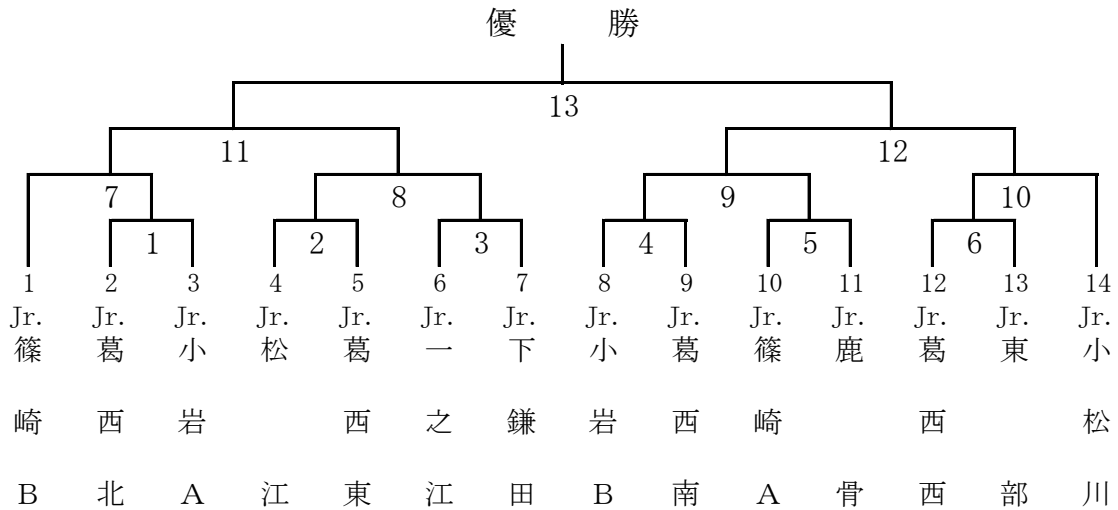 優 勝
13
11 12
7 8 9 10
1 2 3 4 5 6
1 2 3 4 5 6 7 8 9 10 11 12 13 14
Jr. Jr. Jr. Jr. Jr. Jr. Jr. Jr. Jr. Jr. Jr. Jr. Jr. Jr.
篠 葛 小 松 葛 一 下 小 葛 篠 鹿 葛 東 小
崎 西 岩 西 之 鎌 岩 西 崎 西 松
B 北 A 江 東 江 田 B 南 A 骨 西 部 川